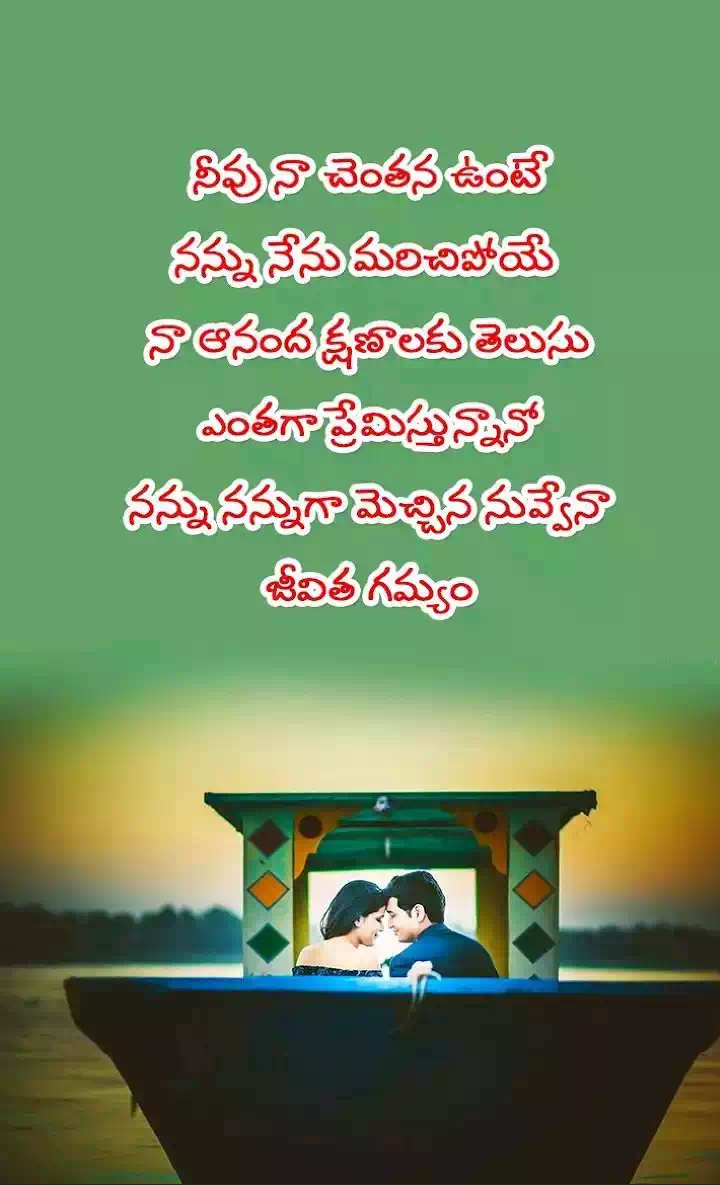 నీవు నా చెంతన ఉంటే
నన్ను నేను మరిచిపోయే
నా ఆనంద క్షణాలకు తెలుసు
ఎంతగా ప్రేమిస్తున్నానో
నన్ను నన్నుగా మెచ్చిన నువ్వేనా
జీవిత గమ్యం